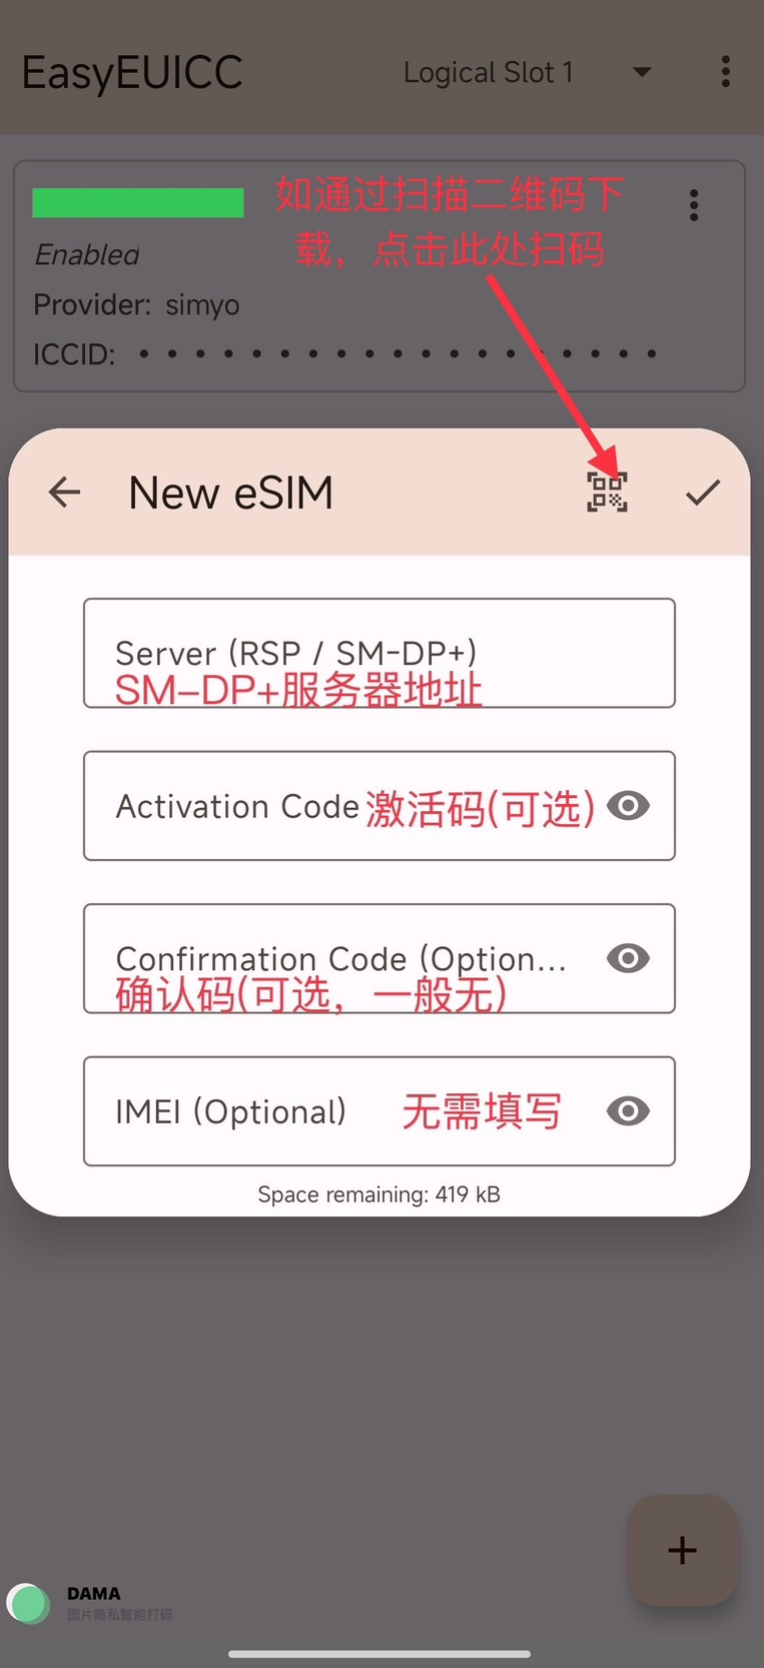 EasyEUICC
Logical Slot 1
如通过扫描二维码下
载，点击此处扫码
Enabled
Provider: simyo
ICCID: • • • • • • • • • • • • • • • • • • •
New eSIM
Server (RSP / SM-DP+)
SM-DP+服务器地址
Activation Code 激活码(可选)
Confirmation Code (Option...
确认码(可选，一般无)
IMEI (Optional) 无需填写
Space remaining: 419 kB
+
DAMA
图片隐私智能打码